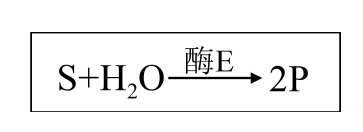 S+H₂O 酶E→ 2P